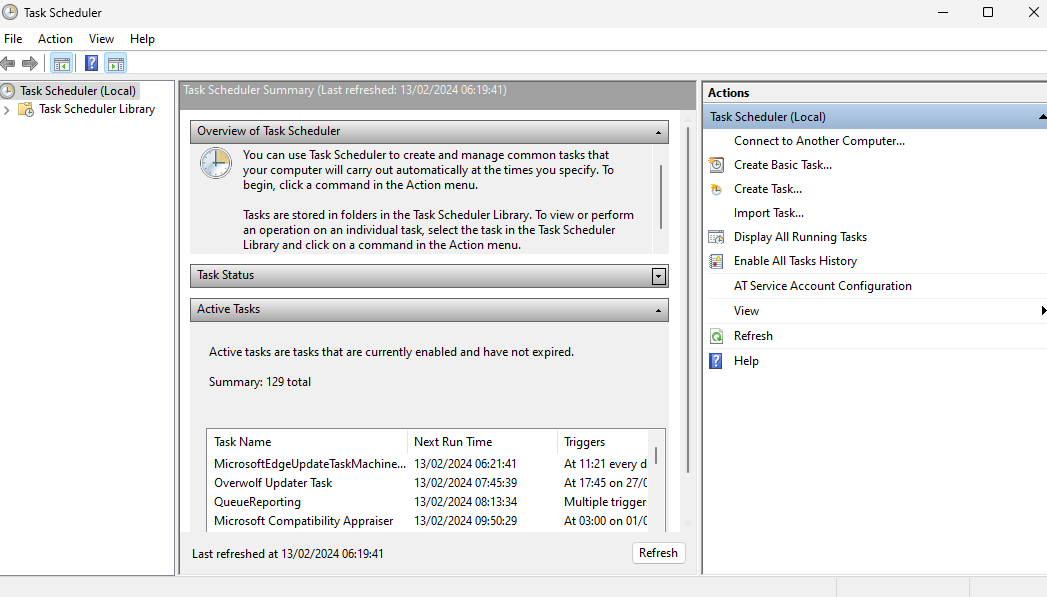 Task Scheduler
File Action View Help
Task Scheduler (Local)
Task Scheduler Library
Task Scheduler Summary (Last refreshed: 13/02/2024 06:19:41)
Overview of Task Scheduler
You can use Task Scheduler to create and manage common tasks that
your computer will carry out automatically at the times you specify. To
begin, click a command in the Action menu.
Tasks are stored in folders in the Task Scheduler Library. To view or perform
an operation on an individual task, select the task in the Task Scheduler
Library and click on a command in the Action menu.
Task Status
Active Tasks
Active tasks are tasks that are currently enabled and have not expired.
Summary: 129 total
Task Name Next Run Time Triggers
MicrosoftEdgeUpdateTaskMachine... 13/02/2024 06:21:41 At 11:21 every d
Overwolf Updater Task 13/02/2024 07:45:39 At 17:45 on 27/0
QueueReporting 13/02/2024 08:13:34 Multiple trigger
Microsoft Compatibility Appraiser 13/02/2024 09:50:29 At 03:00 on 01/0
Last refreshed at 13/02/2024 06:19:41 Refresh
Actions
Task Scheduler (Local)
Connect to Another Computer...
Create Basic Task...
Create Task...
Import Task...
Display All Running Tasks
Enable All Tasks History
AT Service Account Configuration
View
Refresh
Help